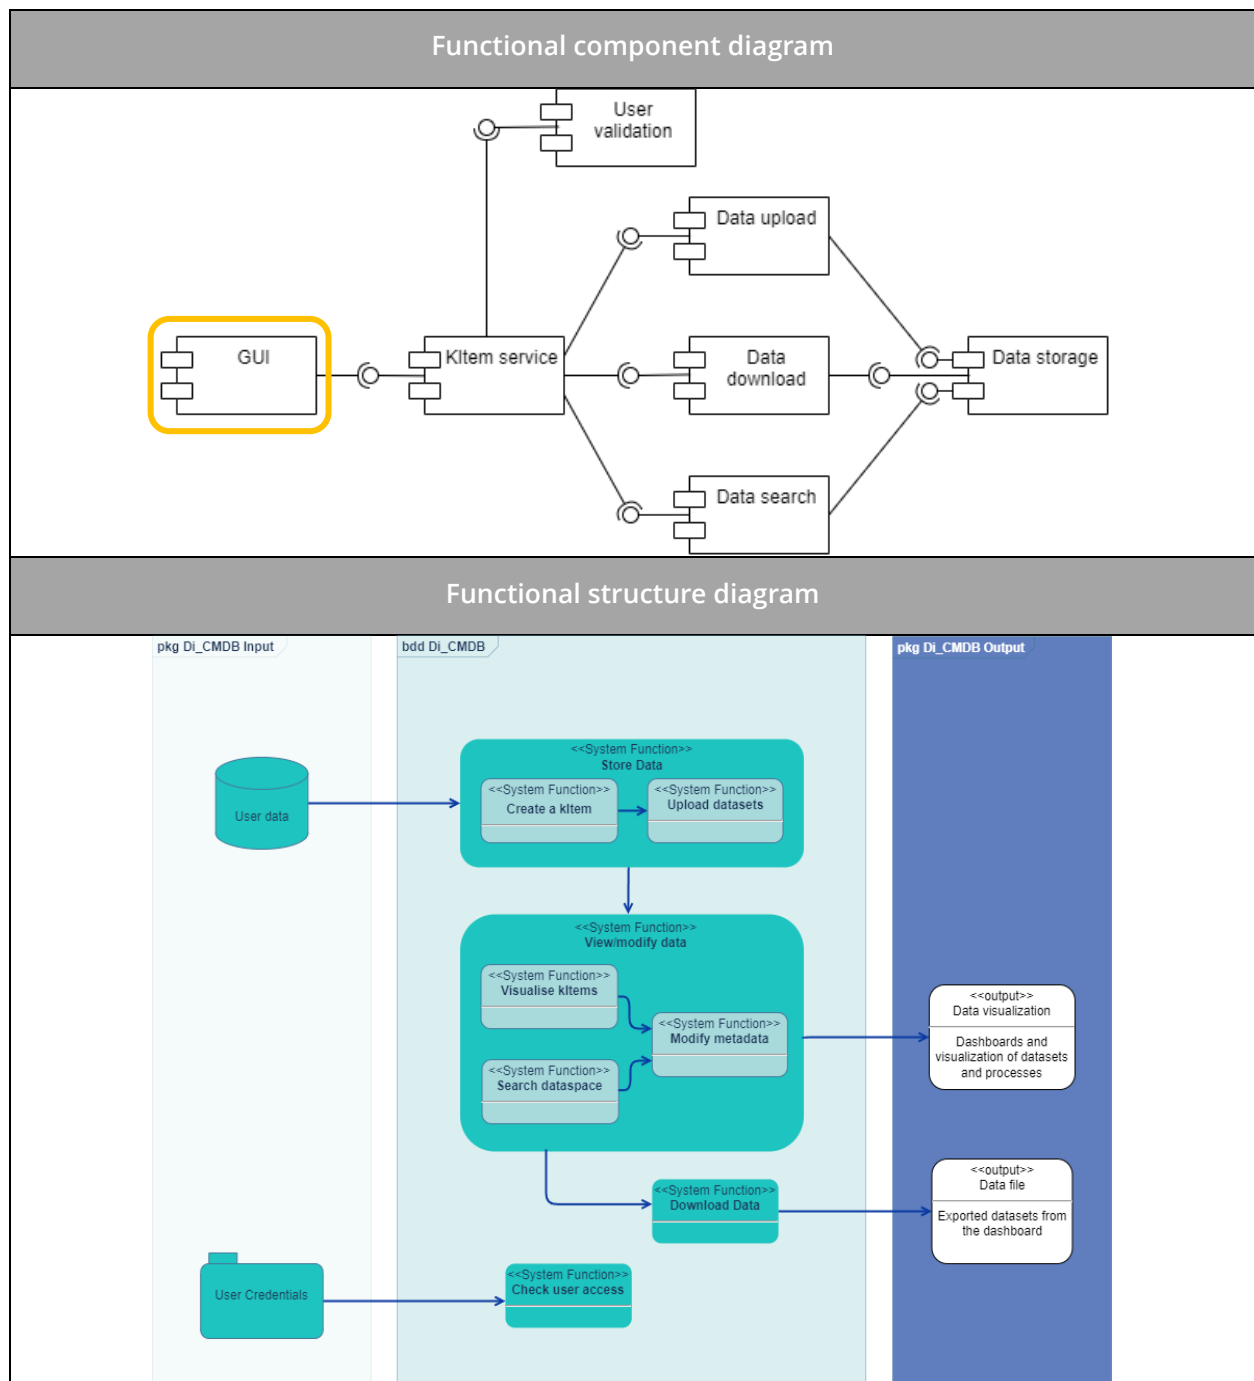 Functional component diagram
User
validation
Data upload
GUI
KItem service
Data
download
Data storage
Data search
Functional structure diagram
pkg Di_CMDB Input
bdd Di_CMDB
pkg Di_CMDB Output
<<System Function>>
Store Data
<<System Function>>
Create a kItem
<<System Function>>
Upload datasets
User data
<<System Function>>
View/modify data
<<System Function>>
Visualise kItems
<<System Function>>
Modify metadata
<<System Function>>
Search dataspace
<<output>>
Data visualization
Dashboards and
visualization of datasets
and processes
<<System Function>>
Download Data
<<output>>
Data file
Exported datasets from
the dashboard
User Credentials
<<System Function>>
Check user access